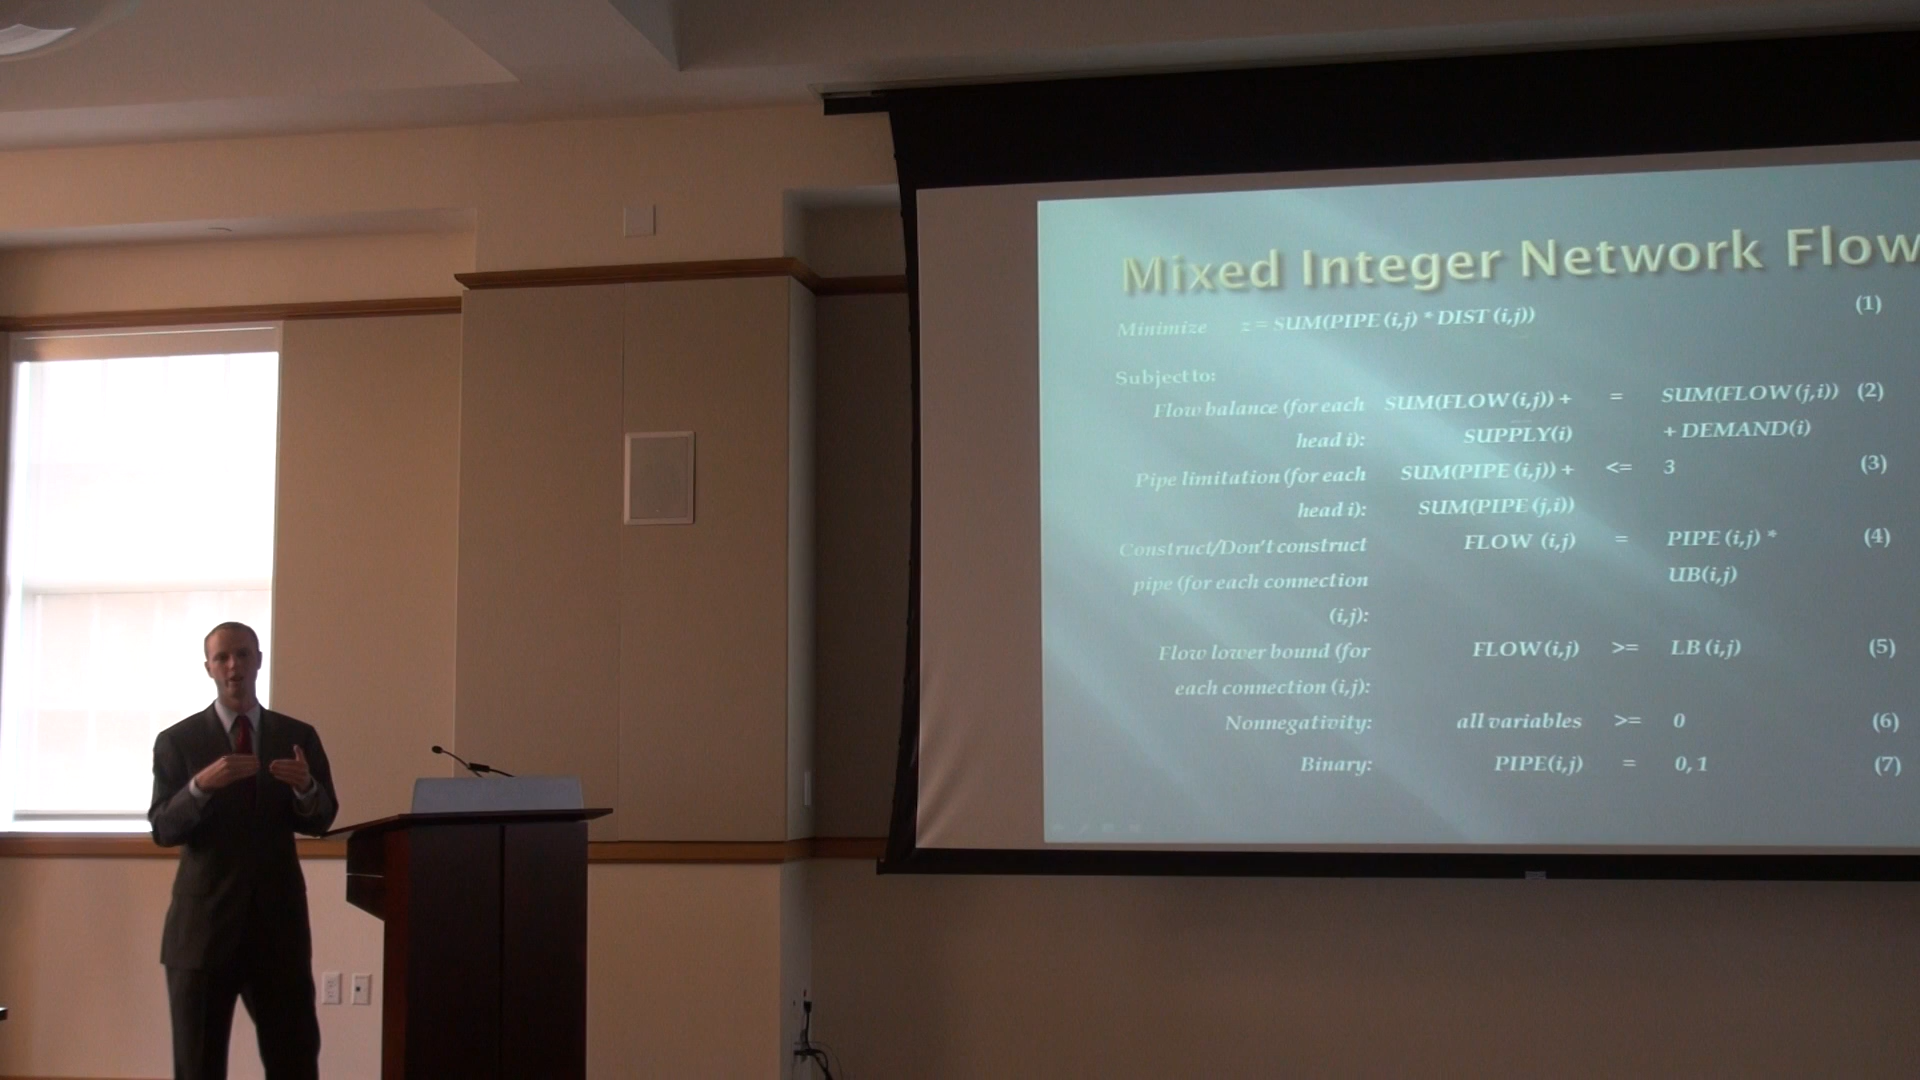 Mixed Integer Network Flow
Minimize z = SUM(PIPE (i,j) * DIST (i,j)) (1)
Subject to:
Flow balance (for each SUM(FLOW (i,j)) + = SUM(FLOW (j,i)) (2)
head i): SUPPLY(i) + DEMAND(i)
Pipe limitation (for each SUM(PIPE (i,j)) + <= 3 (3)
head i): SUM(PIPE (j,i))
Construct/Don't construct FLOW (i,j) = PIPE (i,j) * (4)
pipe (for each connection UB(i,j)
(i,j):
Flow lower bound (for FLOW (i,j) >= LB (i,j) (5)
each connection (i,j):
Nonnegativity: all variables >= 0 (6)
Binary: PIPE(i,j) = 0, 1 (7)